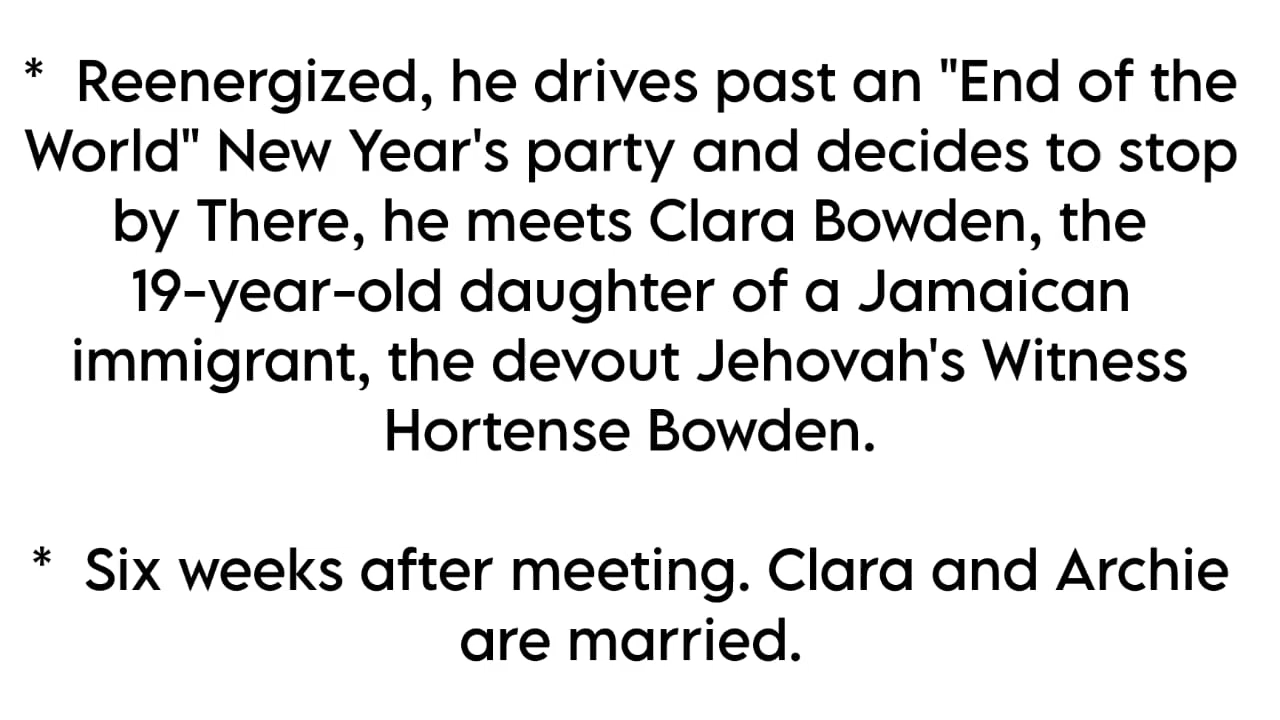 * Reenergized, he drives past an "End of the
World" New Year's party and decides to stop
by There, he meets Clara Bowden, the
19-year-old daughter of a Jamaican
immigrant, the devout Jehovah's Witness
Hortense Bowden.
* Six weeks after meeting. Clara and Archie
are married.